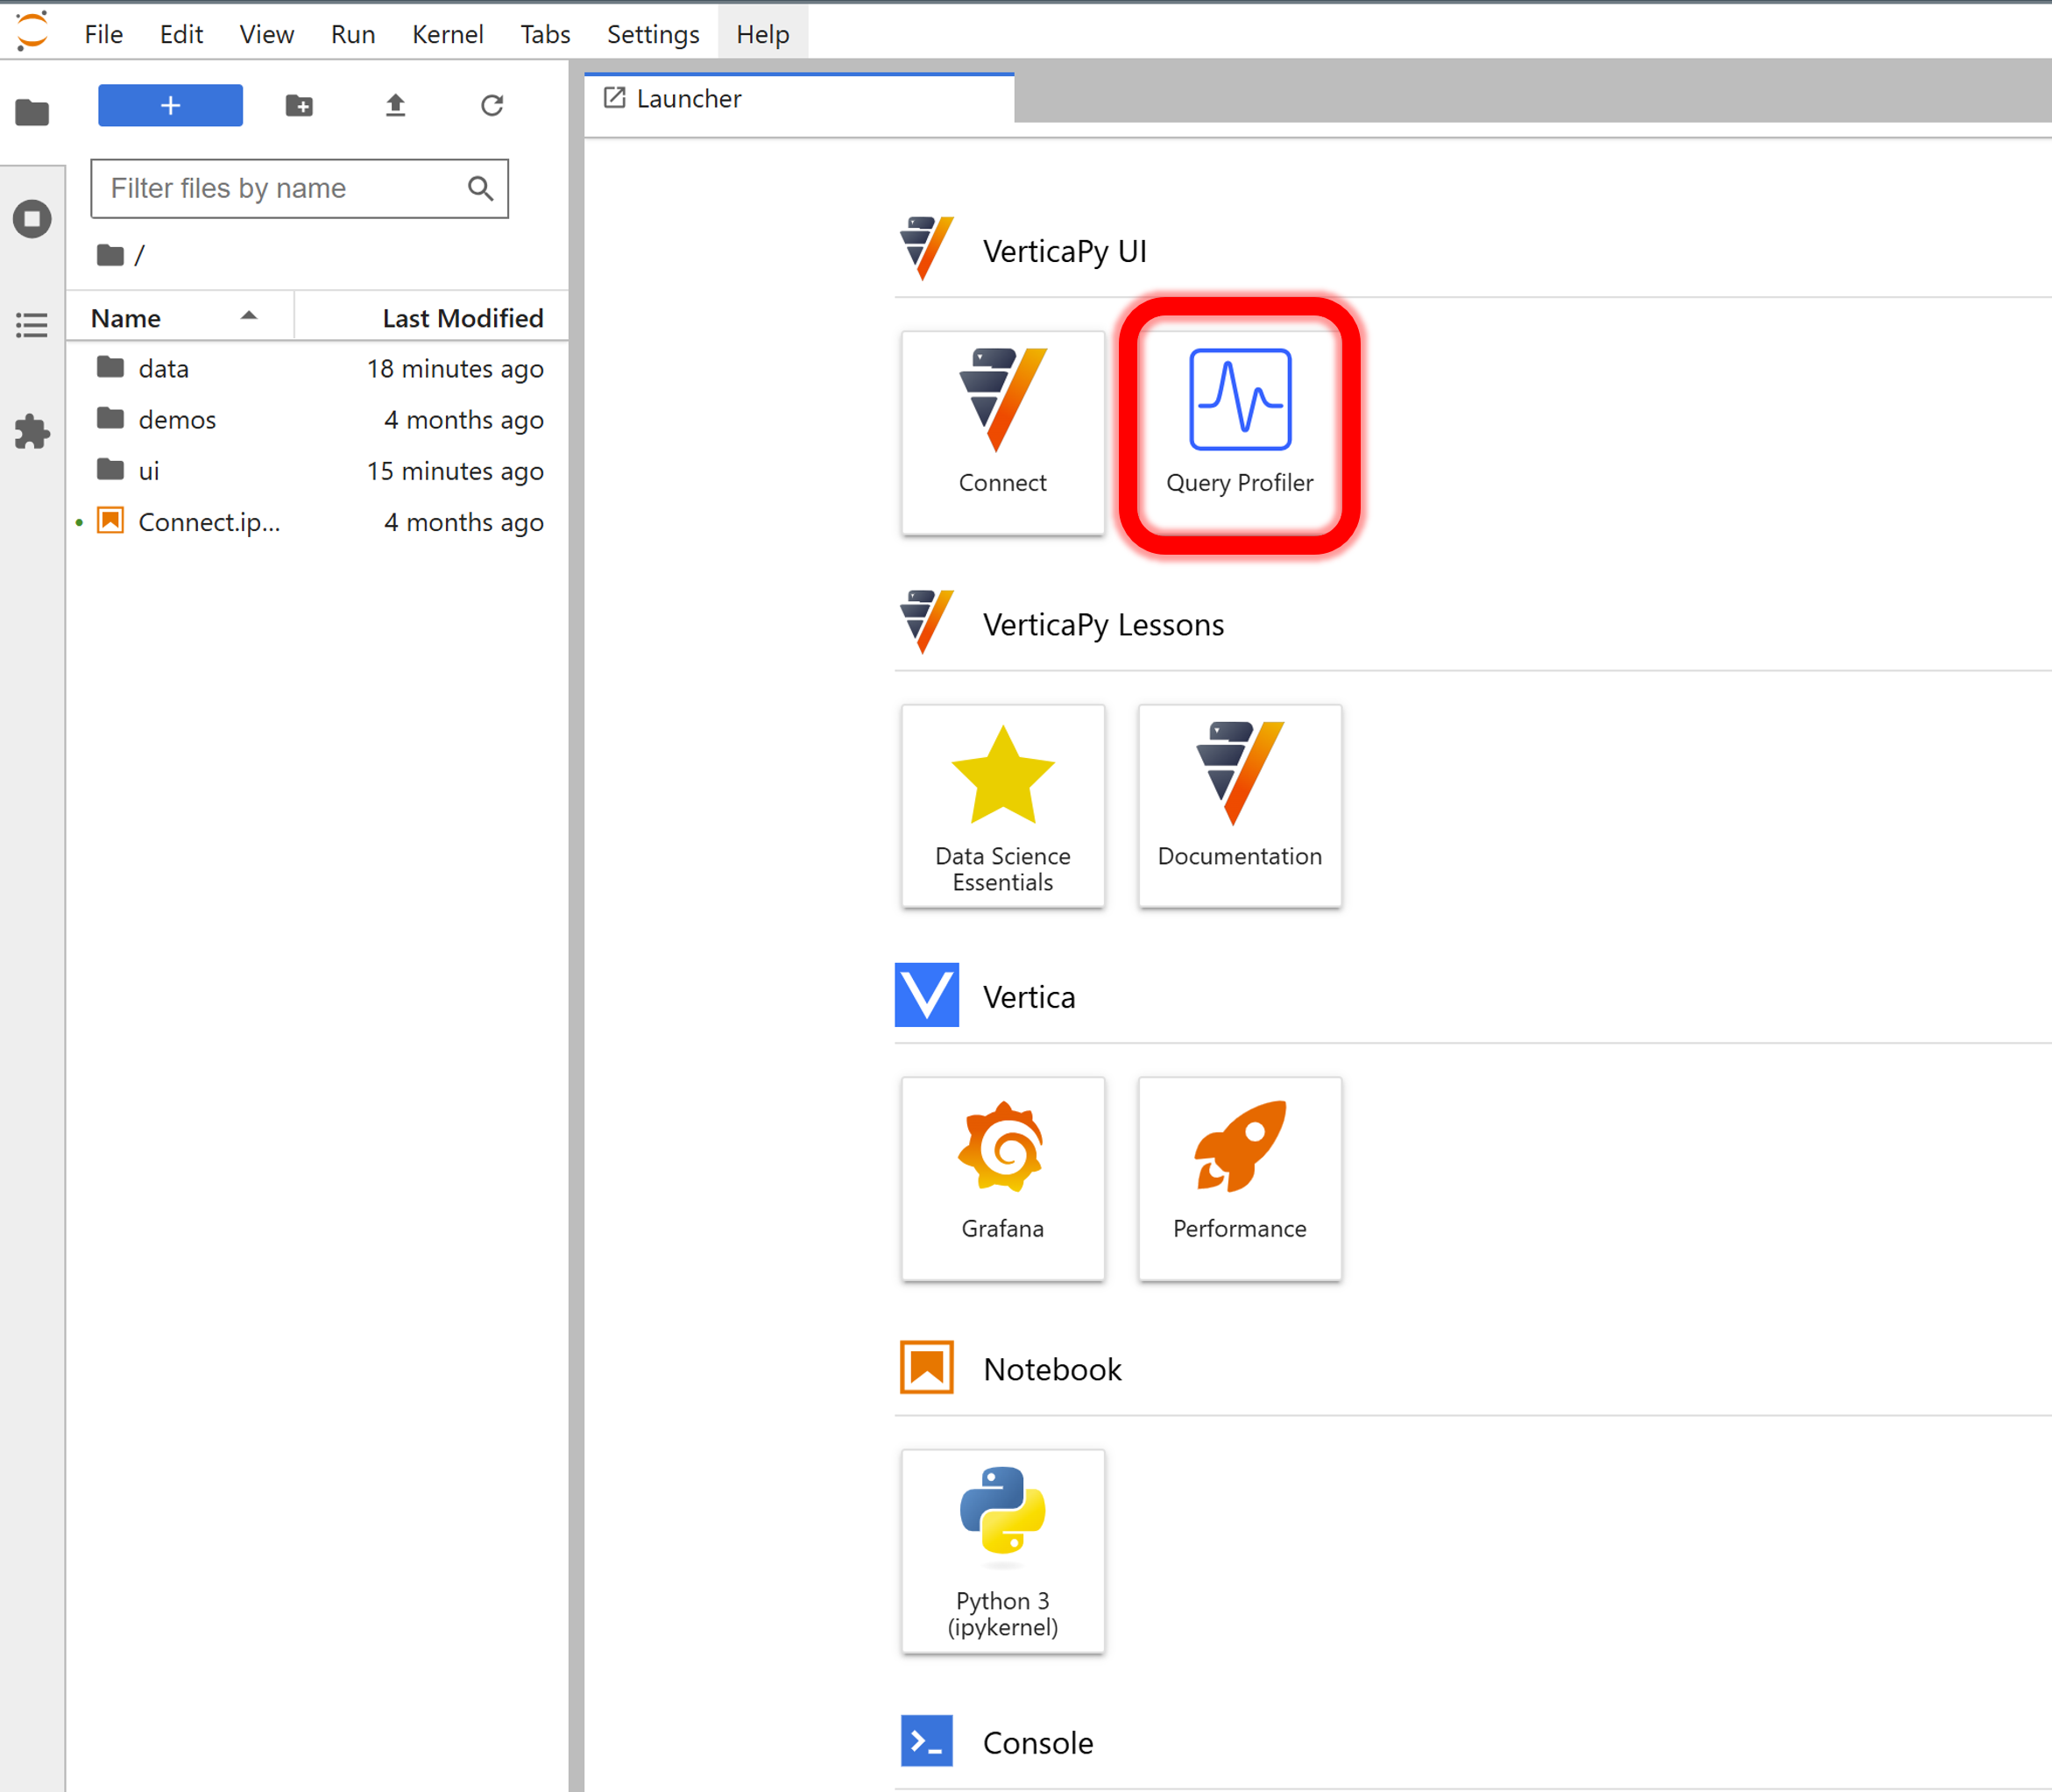 File Edit View Run Kernel Tabs Settings Help
Launcher
Filter files by name
/
Name Last Modified
data 18 minutes ago
demos 4 months ago
ui 15 minutes ago
Connect.ip... 4 months ago
VerticaPy UI
Connect Query Profiler
VerticaPy Lessons
Data Science Documentation
Essentials
Vertica
Grafana Performance
Notebook
Python 3
(ipykernel)
Console